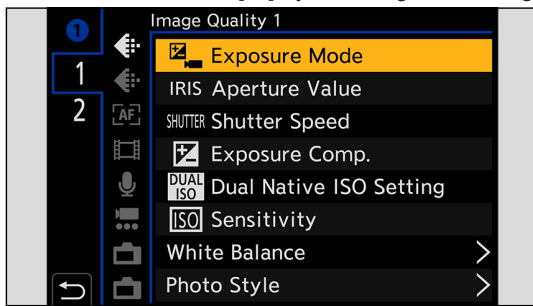 Image Quality 1
1
1
2
AF
Exposure Mode
IRIS Aperture Value
SHUTTER Shutter Speed
Exposure Comp.
DUAL ISO Dual Native ISO Setting
ISO Sensitivity
White Balance
Photo Style